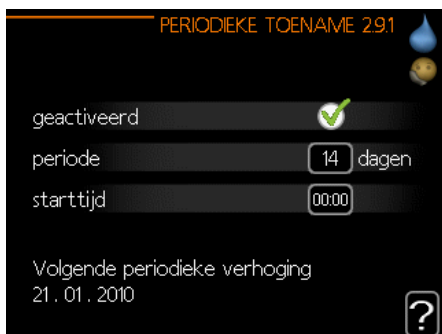 PERIODIEKE TOENAME 2.9.1
geactiveerd
periode 14 dagen
starttijd 00:00
Volgende periodieke verhoging
21 . 01 . 2010
?